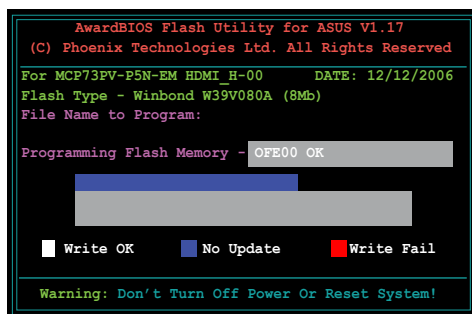 AwardBIOS Flash Utility for ASUS V1.17
(C) Phoenix Technologies Ltd. All Rights Reserved
For MCP73PV-P5N-EM HDMI_H-00 DATE: 12/12/2006
Flash Type - Winbond W39V080A (8Mb)
File Name to Program:
Programming Flash Memory - OFE00 OK
Write OK No Update Write Fail
Warning: Don't Turn Off Power Or Reset System!